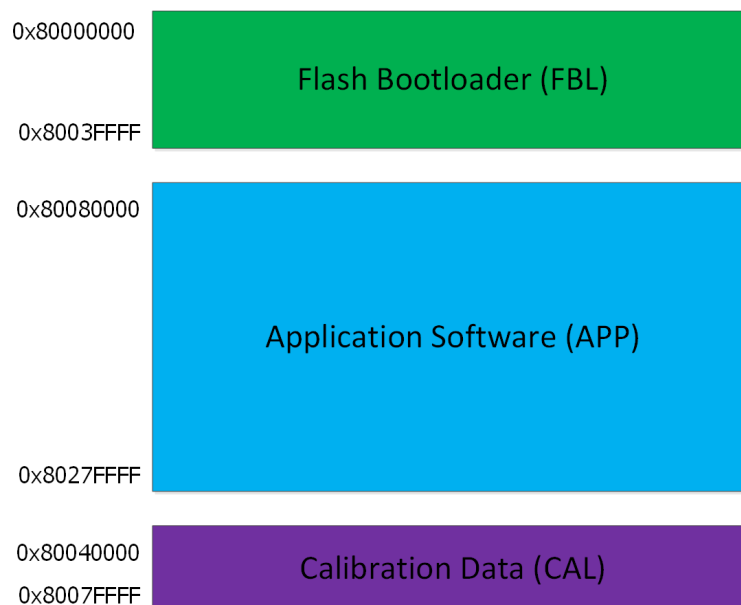 0x80000000
Flash Bootloader (FBL)
0x8003FFFF
0x80080000
Application Software (APP)
0x8027FFFF
0x80040000
Calibration Data (CAL)
0x8007FFFF